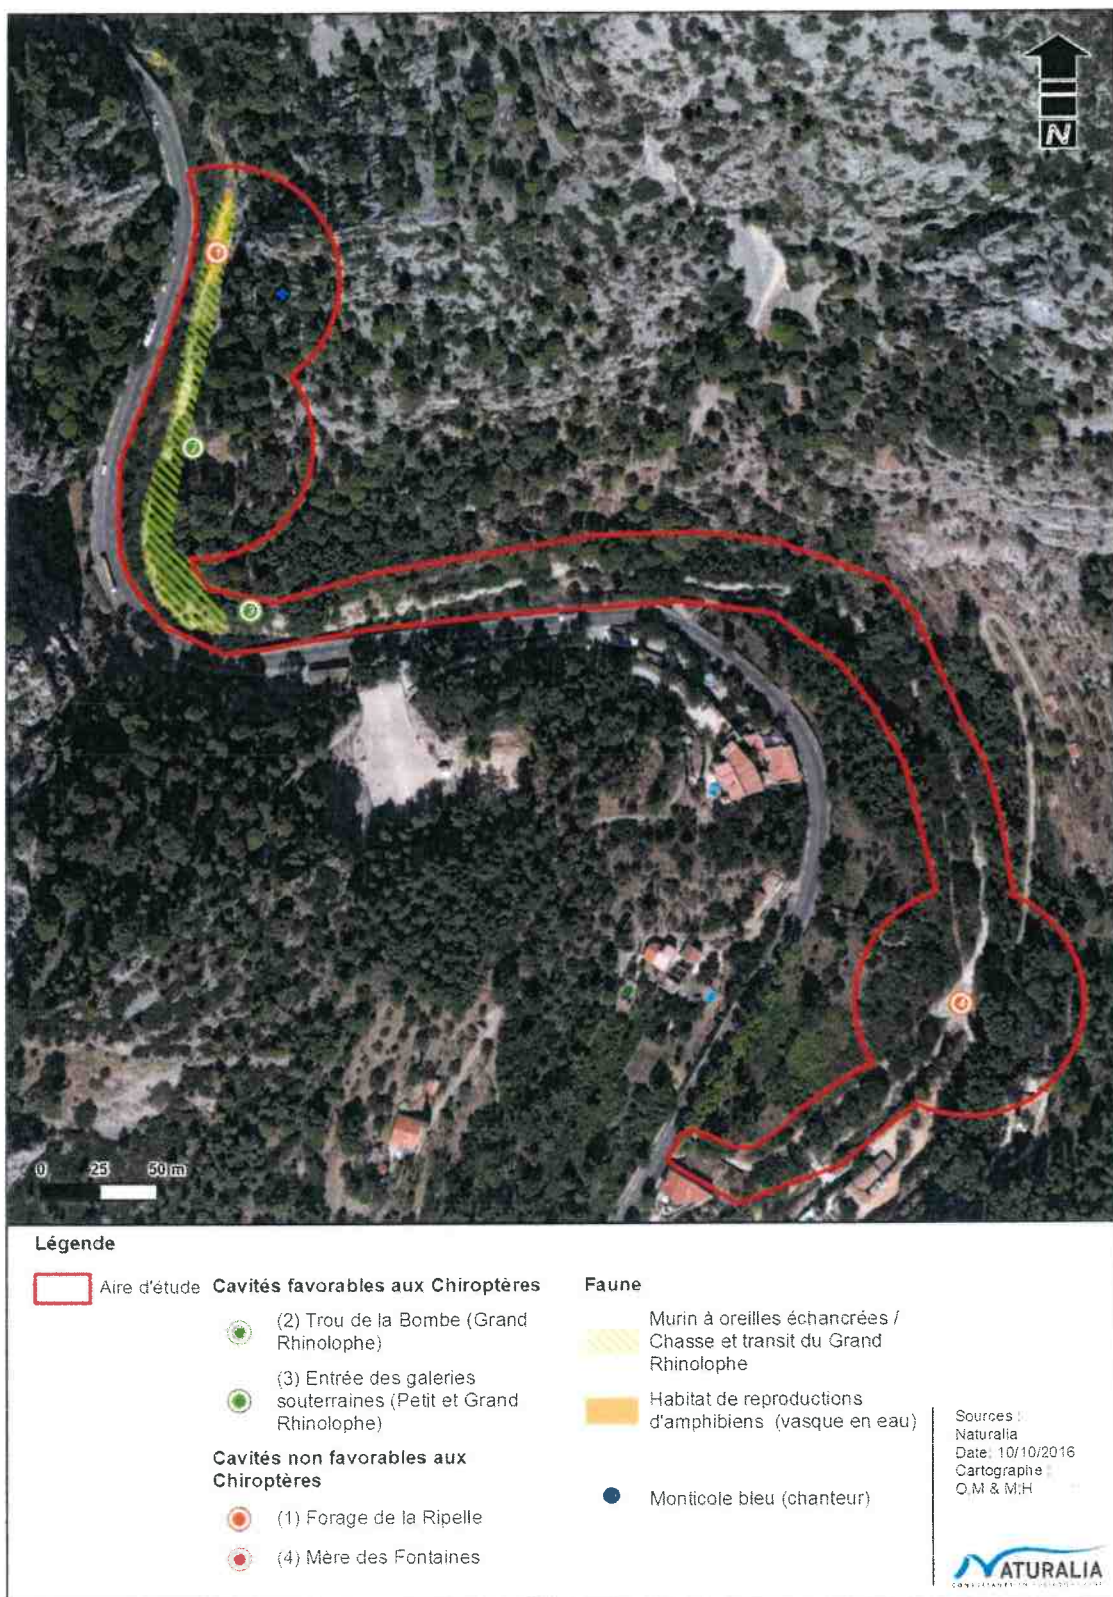 N
0 25 50 m
Légende
Aire d'étude
Cavités favorables aux Chiroptères
(2) Trou de la Bombe (Grand
Rhinolophe)
(3) Entrée des galeries
souterraines (Petit et Grand
Rhinolophe)
Cavités non favorables aux
Chiroptères
(1) Forage de la Ripelle
(4) Mère des Fontaines
Faune
Murin à oreilles échancrées /
Chasse et transit du Grand
Rhinolophe
Habitat de reproductions
d'amphibiens (vasque en eau)
Monticole bleu (chanteur)
Sources :
Naturalia
Date: 10/10/2016
Cartographe :
O.M & M.H
NATURALIA